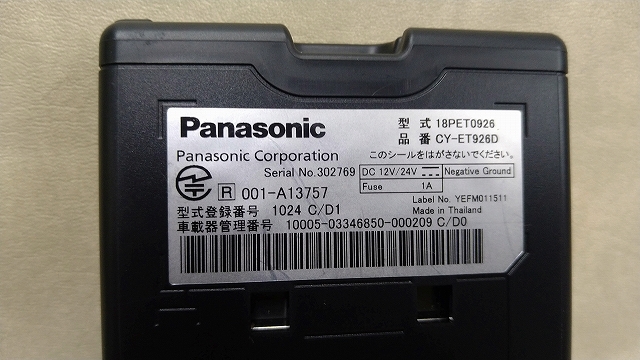 Panasonic
型式 18PET0926
品番 CY-ET926D
Panasonic Corporation
このシールをはがさないでください。
Serial No.302769
DC 12V/24V Negative Ground
Fuse 1A
R 001-A13757
Label No. YEFM011511
型式登録番号 1024 C/D1
Made in Thailand
車載器管理番号 10005-03346850-000209 C/D0